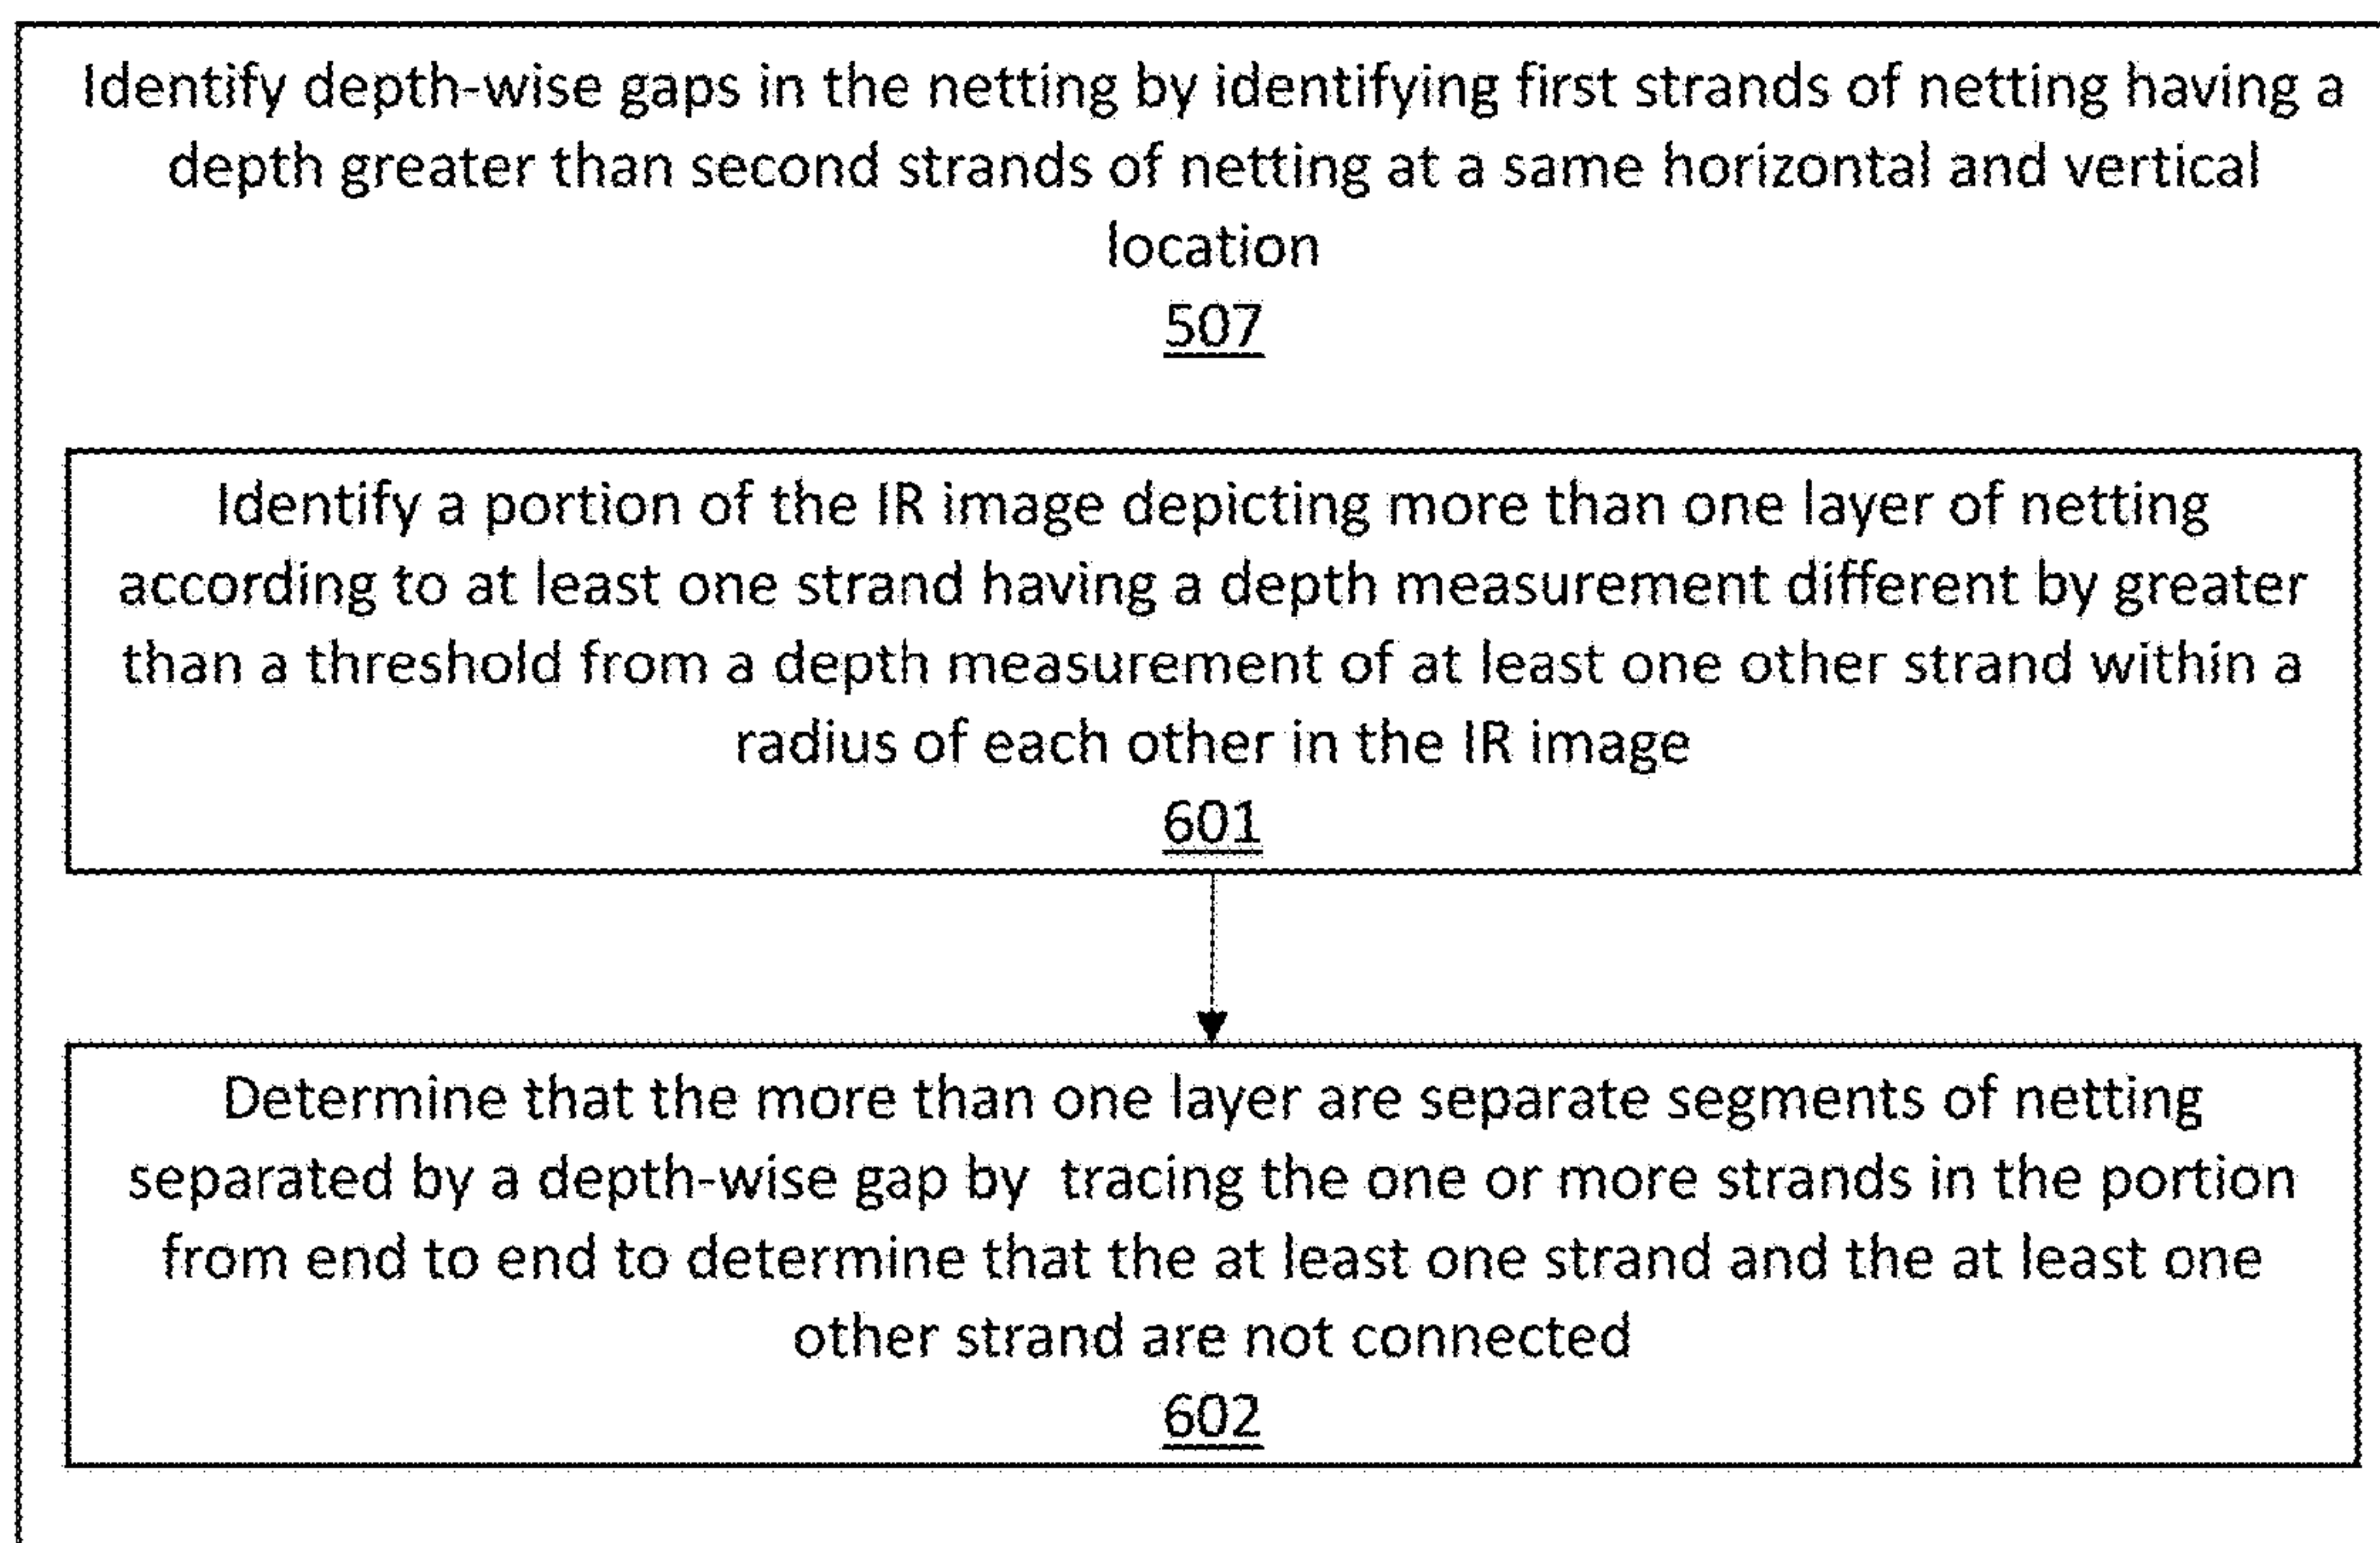 Identify depth-wise gaps in the netting by identifying first strands of netting having a
depth greater than second strands of netting at a same horizontal and vertical
location
507
Identify a portion of the IR image depicting more than one layer of netting
according to at least one strand having a depth measurement different by greater
than a threshold from a depth measurement of at least one other strand within a
radius of each other in the IR image
601
Determine that the more than one layer are separate segments of netting
separated by a depth-wise gap by tracing the one or more strands in the portion
from end to end to determine that the at least one strand and the at least one
other strand are not connected
602